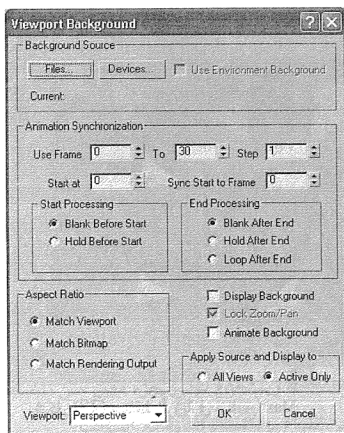 Viewport Background
Background Source
Files... Devices... Use Environment Background
Current:
Animation Synchronization
Use Frame 0 To 30 Step 1
Start at 0 Sync Start to Frame 0
Start Processing
Blank Before Start
Hold Before Start
End Processing
Blank After End
Hold After End
Loop After End
Aspect Ratio
Match Viewport
Match Bitmap
Match Rendering Output
Display Background
Lock Zoom/Pan
Animate Background
Apply Source and Display to
All Views Active Only
Viewport: Perspective OK Cancel